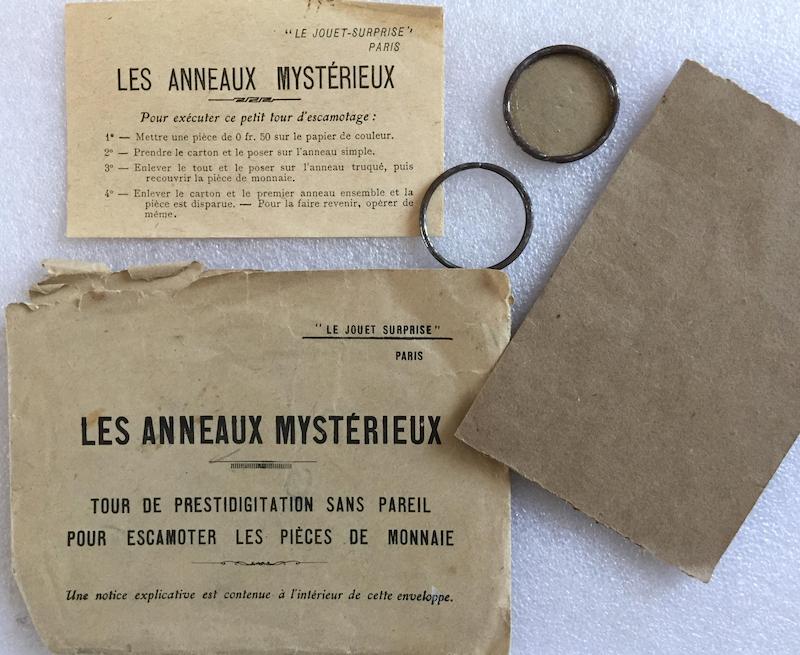 "LE JOUET-SURPRISE"
PARIS
LES ANNEAUX MYSTÉRIEUX
Pour exécuter ce petit tour d'escamotage :
1° — Mettre une pièce de 0 fr. 50 sur le papier de couleur.
2° — Prendre le carton et le poser sur l'anneau simple.
3° — Enlever le tout et le poser sur l'anneau truqué, puis
recouvrir la pièce de monnaie.
4° — Enlever le carton et le premier anneau ensemble et la
pièce est disparue. — Pour la faire revenir, opérer de
même.
"LE JOUET SURPRISE"
PARIS
LES ANNEAUX MYSTÉRIEUX
TOUR DE PRESTIDIGITATION SANS PAREIL
POUR ESCAMOTER LES PIÈCES DE MONNAIE
Une notice explicative est contenue à l'intérieur de cette enveloppe.